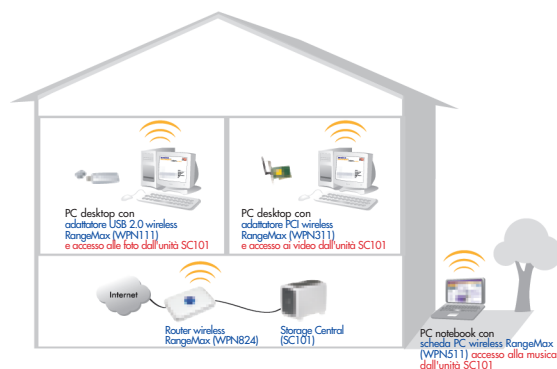 PC desktop con
adattatore USB 2.0 wireless
RangeMax (WPN111)
e accesso alle foto dall'unità SC101
PC desktop con
adattatore PCI wireless
RangeMax (WPN311)
e accesso ai video dall'unità SC101
Internet
Router wireless
RangeMax (WPN824)
Storage Central
(SC101)
PC notebook con
scheda PC wireless RangeMax
(WPN511) accesso alla musica
dall'unità SC101